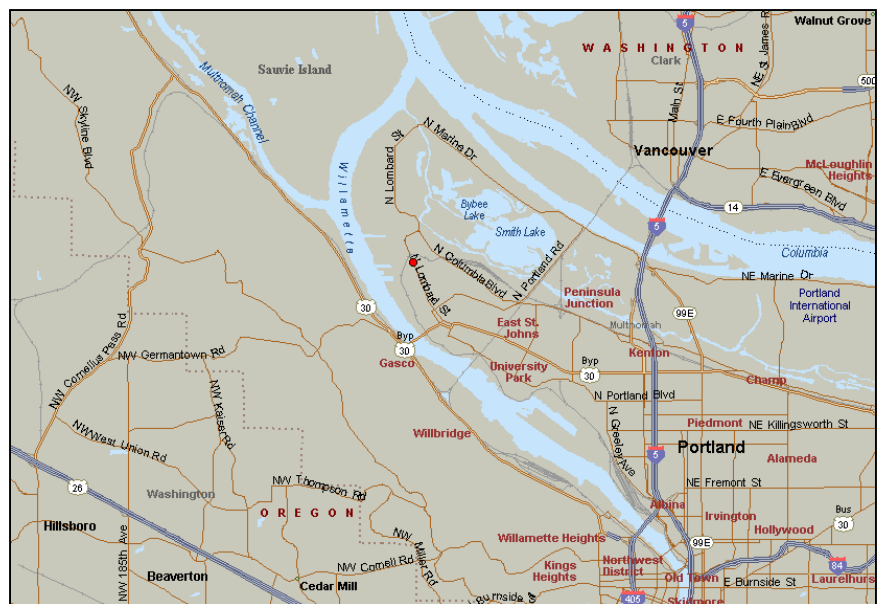 Walnut Grove
5
NE St James R
WASHINGTON
Clark
Main St
500
Sauvie Island
Multnomah
Channel
NW Skyline Blvd
N Marine Dr
E Fourth Plain Blvd
Vancouver
McLoughlin
Heights
E Evergreen Blvd
N Lombard
St
Willamette
Bybee
Lake
Smith Lake
14
5
Columbia
N Columbia Blvd
N Portland Rd
NE Marine Dr
N Lombard St
Peninsula
Junction
Portland
International
Airport
30
99E
Multnomah
East St.
Johns
Byp
30
Gasco
Kenton
NW Cornelius Pass Rd
NW Germantown Rd
University
Park
Byp
30
Champ
NW Kaiser Rd
N Portland Blvd
N Greeley Ave
Piedmont
NE Killingsworth St
Willbridge
NW West Union Rd
Portland
5
Alameda
26
Washington
NW Thompson Rd
NE Fremont St
OREGON
Albina
Irvington
Bus
30
Hollywood
Hillsboro
NW 185th Ave
NW Miller Rd
Willamette Heights
99E
NW Cornell Rd
Kings
Heights
Northwest
District
84
Beaverton
Cedar Mill
Old Town
E Burnside St
Laurelhurs
Burnside
405
Skidmore